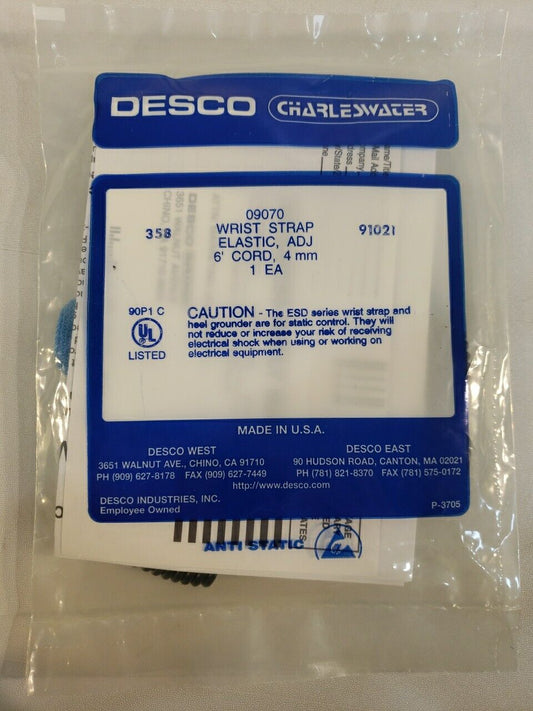 DESCO CHARLESWATER
09070
358 WRIST STRAP 91021
ELASTIC, ADJ
6' CORD, 4 mm
1 EA
90P1 C
UL
LISTED
CAUTION - The ESD series wrist strap and
heel grounder are for static control. They will
not reduce or increase your risk of receiving
electrical shock when using or working on
electrical equipment.
MADE IN U.S.A.
DESCO WEST
3651 WALNUT AVE., CHINO, CA 91710
PH (909) 627-8178 FAX (909) 627-7449
DESCO EAST
90 HUDSON ROAD, CANTON, MA 02021
PH (781) 821-8370 FAX (781) 575-0172
http://www.desco.com
DESCO INDUSTRIES, INC.
Employee Owned
P-3705
ANTI STATIC